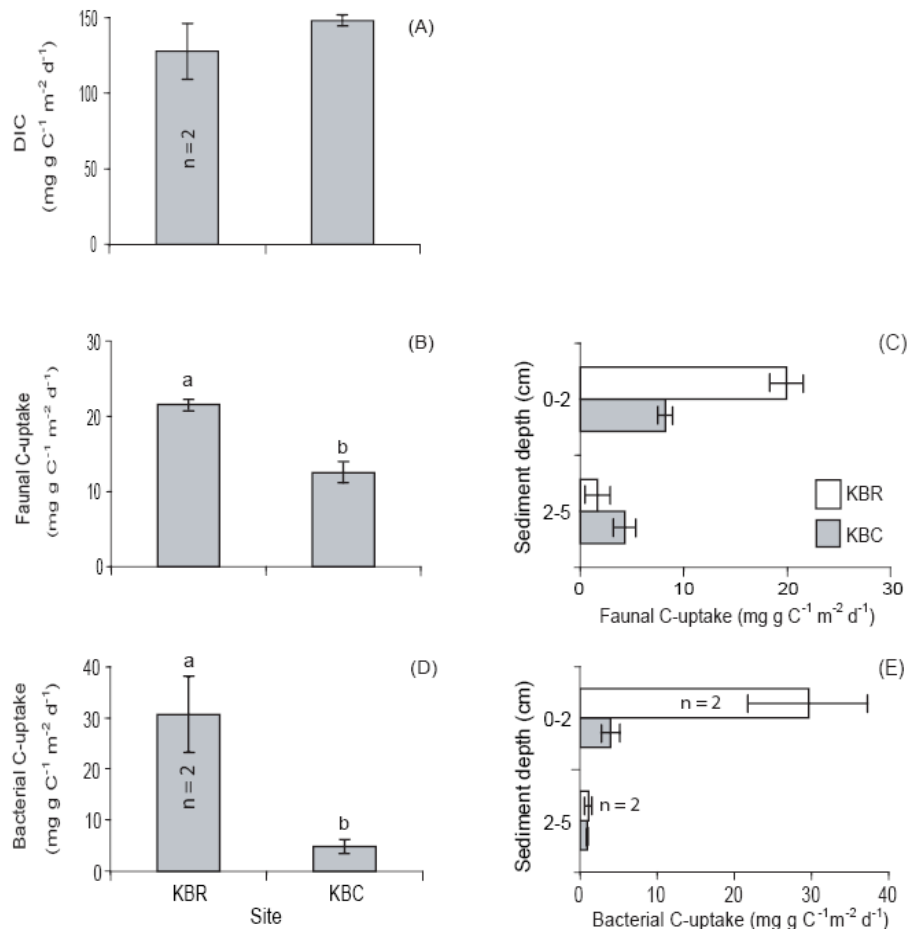 (A)
150
100
50
0
DIC
(mg g C⁻¹ m⁻² d⁻¹)
n = 2
(B)
30
20
10
0
Faunal C-uptake
(mg g C⁻¹ m⁻² d⁻¹)
a
b
(C)
Sediment depth (cm)
0-2
2-5
KBR
KBC
0
10
20
30
Faunal C-uptake (mg g C⁻¹ m⁻² d⁻¹)
(D)
40
30
20
10
0
Bacterial C-uptake
(mg g C⁻¹ m⁻² d⁻¹)
a
n = 2
b
KBR
KBC
Site
(E)
Sediment depth (cm)
0-2
n = 2
2-5
n = 2
0
10
20
30
40
Bacterial C-uptake (mg g C⁻¹m⁻² d⁻¹)